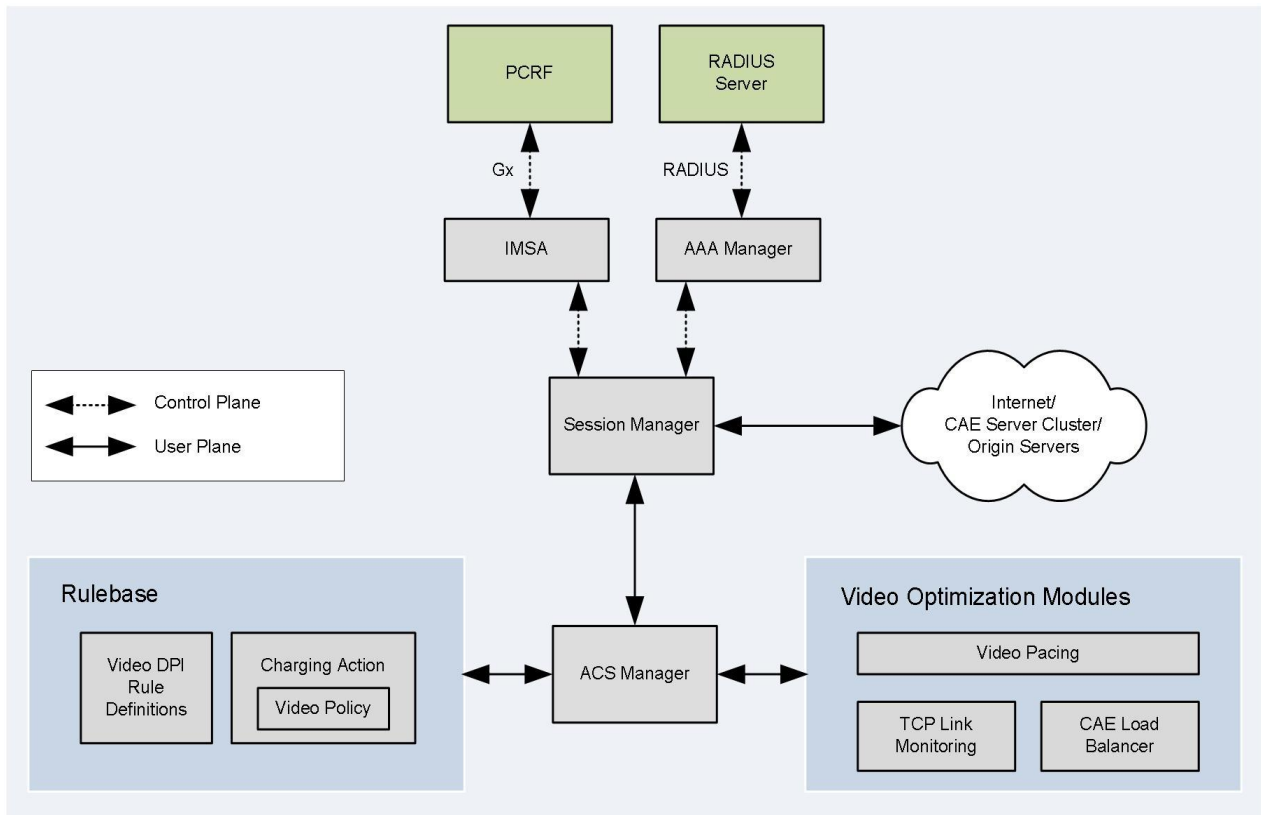 PCRF
RADIUS
Server
Gx
RADIUS
IMSA
AAA Manager
Control Plane
User Plane
Session Manager
Internet/
CAE Server Cluster/
Origin Servers
Rulebase
Video DPI
Rule
Definitions
Charging Action
Video Policy
ACS Manager
Video Optimization Modules
Video Pacing
TCP Link
Monitoring
CAE Load
Balancer